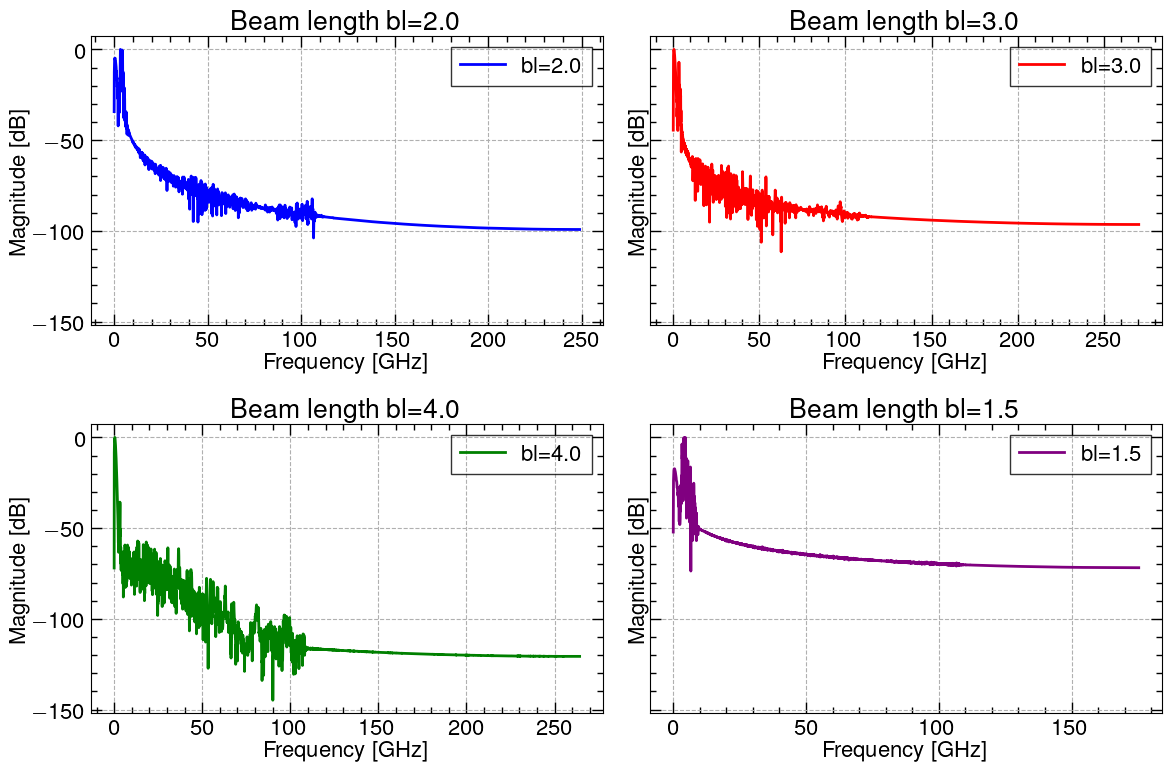 Beam length bl=2.0
Magnitude [dB]
0
−50
−100
−150
bl=2.0
0 50 100 150 200 250
Frequency [GHz]
Beam length bl=3.0
Magnitude [dB]
bl=3.0
0 50 100 150 200 250
Frequency [GHz]
Beam length bl=4.0
Magnitude [dB]
0
−50
−100
−150
bl=4.0
0 50 100 150 200 250
Frequency [GHz]
Beam length bl=1.5
Magnitude [dB]
bl=1.5
0 50 100 150
Frequency [GHz]